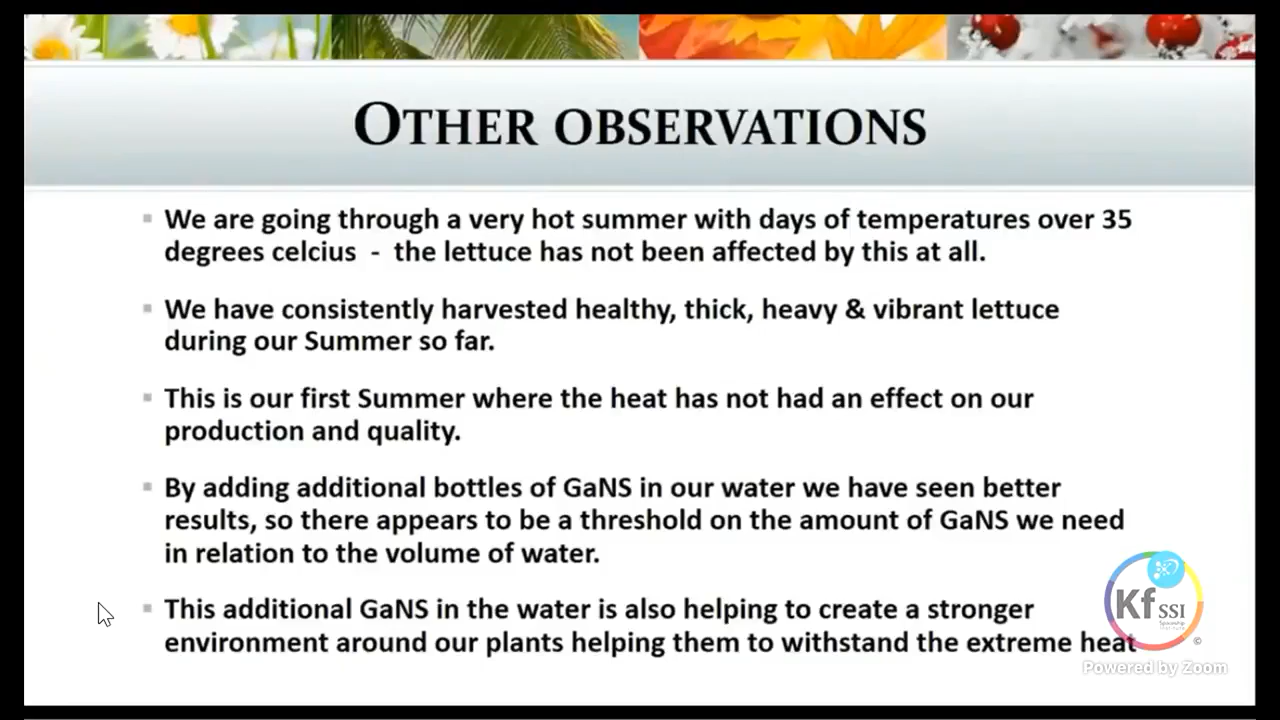 OTHER OBSERVATIONS
We are going through a very hot summer with days of temperatures over 35
degrees celcius - the lettuce has not been affected by this at all.
We have consistently harvested healthy, thick, heavy & vibrant lettuce
during our Summer so far.
This is our first Summer where the heat has not had an effect on our
production and quality.
By adding additional bottles of GaNS in our water we have seen better
results, so there appears to be a threshold on the amount of GaNS we need
in relation to the volume of water.
This additional GaNS in the water is also helping to create a stronger
environment around our plants helping them to withstand the extreme heat
Kf SSI
Spaceship
Institute
©
Powered by Zoom